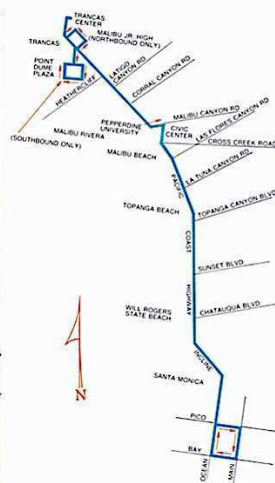 TRANCAS
CENTER
MALIBU JR. HIGH
(NORTHBOUND ONLY)
TRANCAS
LATIGO
CANYON RD
POINT
DUME
PLAZA
CORRAL CANYON RD
HEATHERCLIFF
MALIBU CANYON RD
PEPPERDINE
UNIVERSITY
CIVIC
CENTER
LAS FLORES CANYON RD
(SOUTHBOUND ONLY)
MALIBU RIVERA
CROSS CREEK ROAD
MALIBU BEACH
LA TUNA CANYON RD
PACIFIC
TOPANGA BEACH
TOPANGA CANYON BLVD
COAST
SUNSET BLVD
HIGHWAY
WILL ROGERS
STATE BEACH
CHATAUQUA BLVD
INCLINE
SANTA MONICA
N
PICO
BAY
OCEAN
MAIN